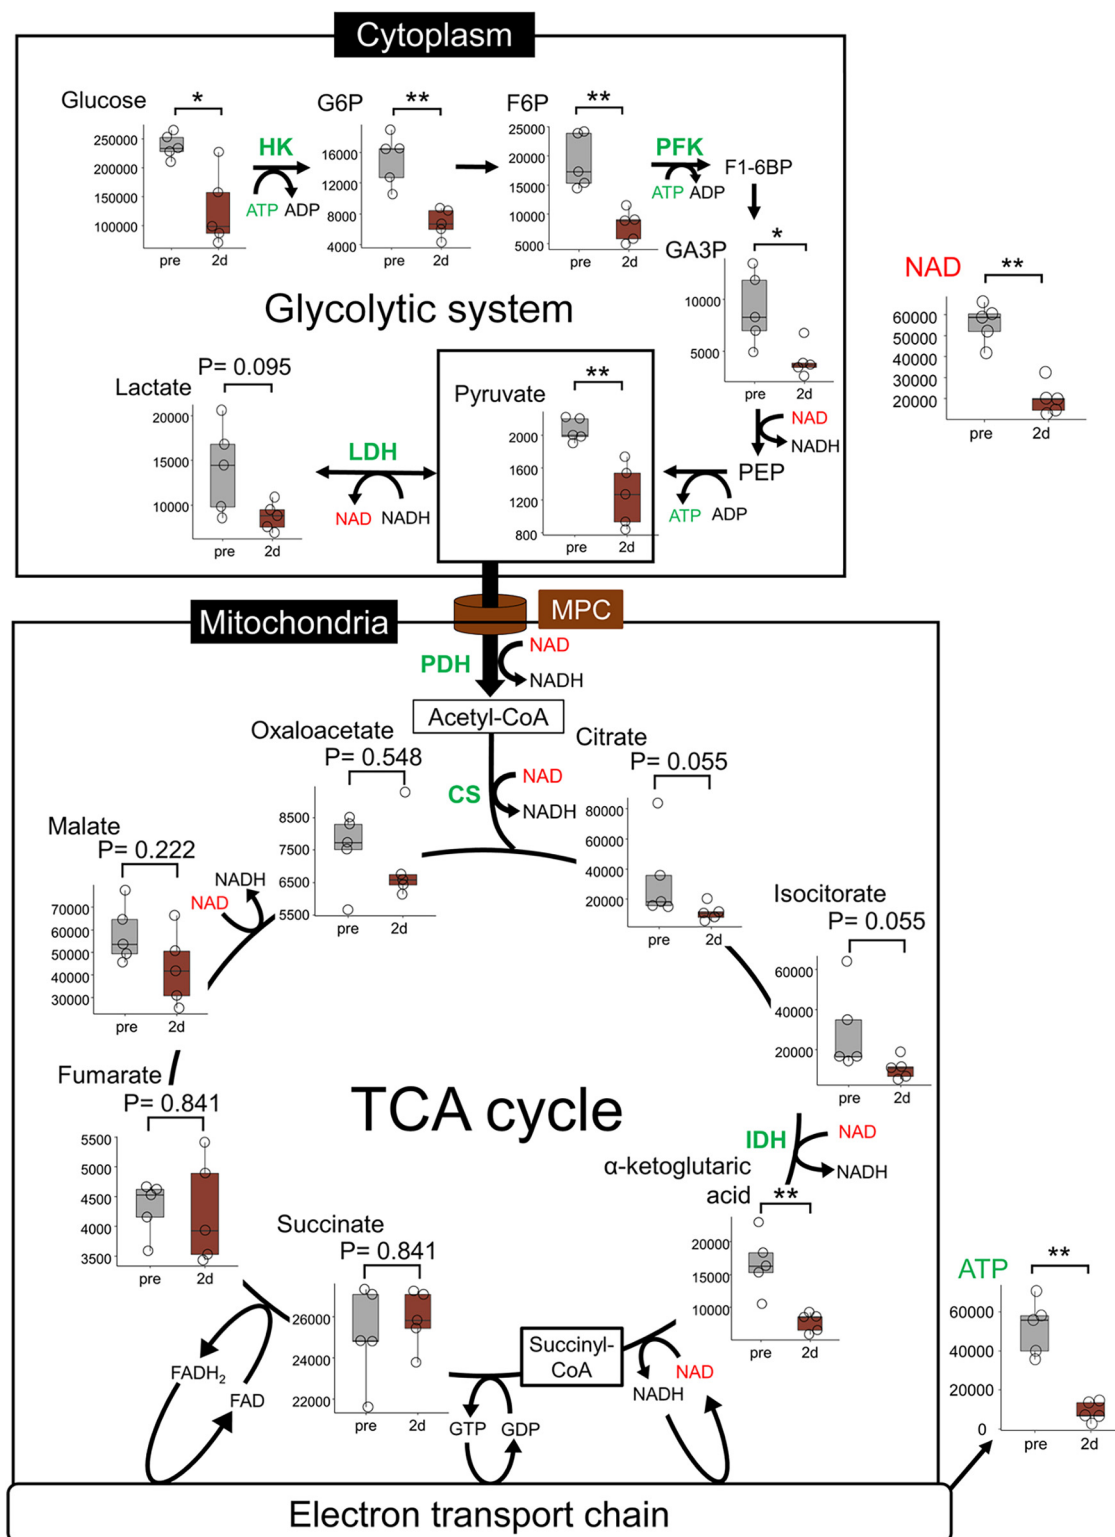 Cytoplasm
Glucose
*
250000
200000
150000
100000
pre
2d
HK
ATP
ADP
G6P
**
16000
12000
8000
4000
pre
2d
F6P
**
25000
20000
15000
10000
5000
pre
2d
PFK
ATP
ADP
F1-6BP
GA3P
*
10000
5000
pre
2d
NAD
**
60000
50000
40000
30000
20000
pre
2d
Glycolytic system
P= 0.095
Lactate
20000
15000
10000
pre
2d
LDH
NAD
NADH
Pyruvate
**
2000
1600
1200
800
pre
2d
NAD
NADH
PEP
ATP
ADP
Mitochondria
MPC
PDH
NAD
NADH
Acetyl-CoA
CS
NAD
NADH
Oxaloacetate
P= 0.548
8500
7500
6500
5500
pre
2d
Citrate
P= 0.055
80000
60000
40000
20000
pre
2d
Malate
P= 0.222
70000
60000
50000
40000
30000
pre
2d
NADH
NAD
Isocitorate
P= 0.055
60000
40000
20000
pre
2d
Fumarate
P= 0.841
5500
5000
4500
4000
3500
pre
2d
TCA cycle
IDH
NAD
NADH
α-ketoglutaric
acid
**
20000
15000
10000
pre
2d
Succinate
P= 0.841
26000
24000
22000
pre
2d
ATP
**
60000
40000
20000
0
pre
2d
FADH2
FAD
GTP
GDP
Succinyl-
CoA
NADH
NAD
Electron transport chain